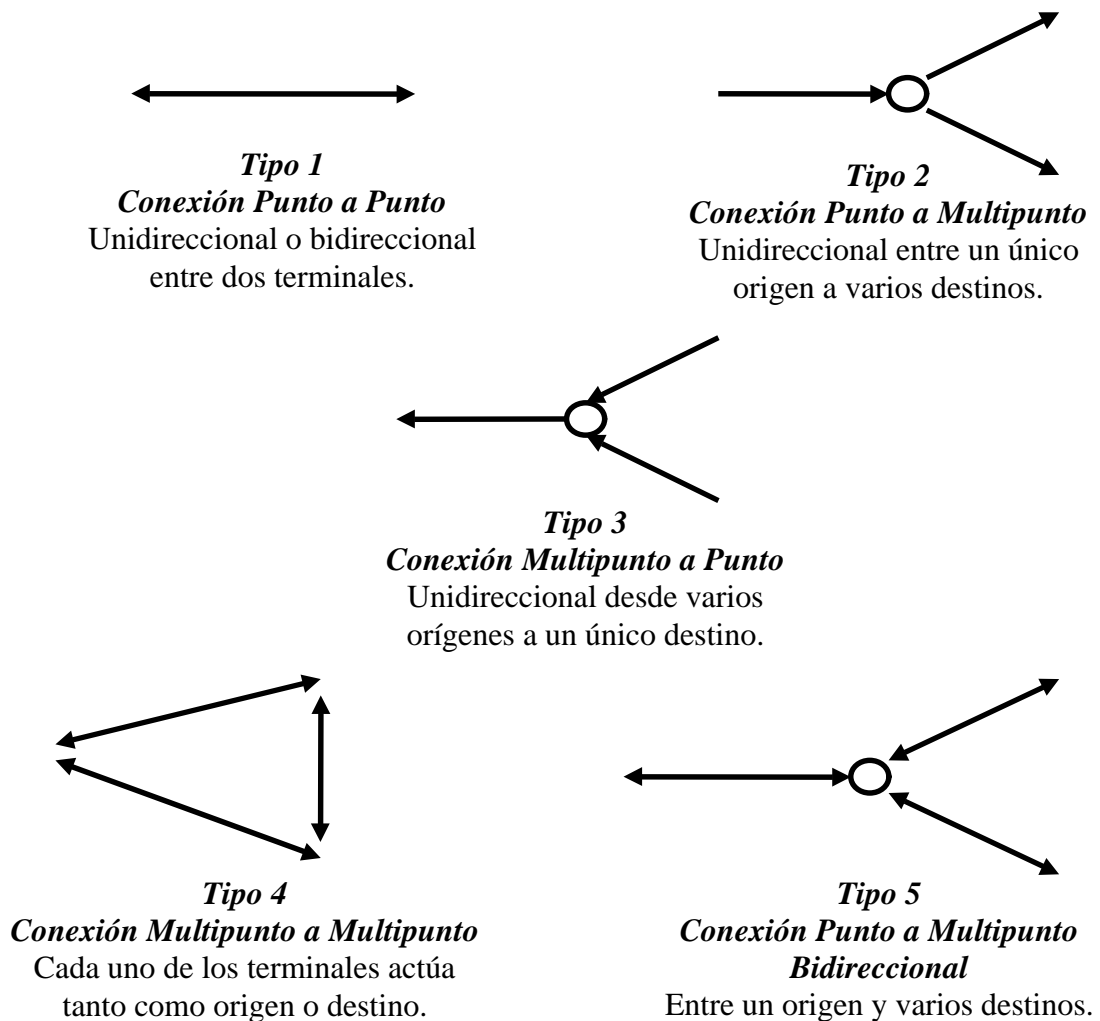 Tipo 1
Conexión Punto a Punto
Unidireccional o bidireccional
entre dos terminales.
Tipo 2
Conexión Punto a Multipunto
Unidireccional entre un único
origen a varios destinos.
Tipo 3
Conexión Multipunto a Punto
Unidireccional desde varios
orígenes a un único destino.
Tipo 4
Conexión Multipunto a Multipunto
Cada uno de los terminales actúa
tanto como origen o destino.
Tipo 5
Conexión Punto a Multipunto
Bidireccional
Entre un origen y varios destinos.